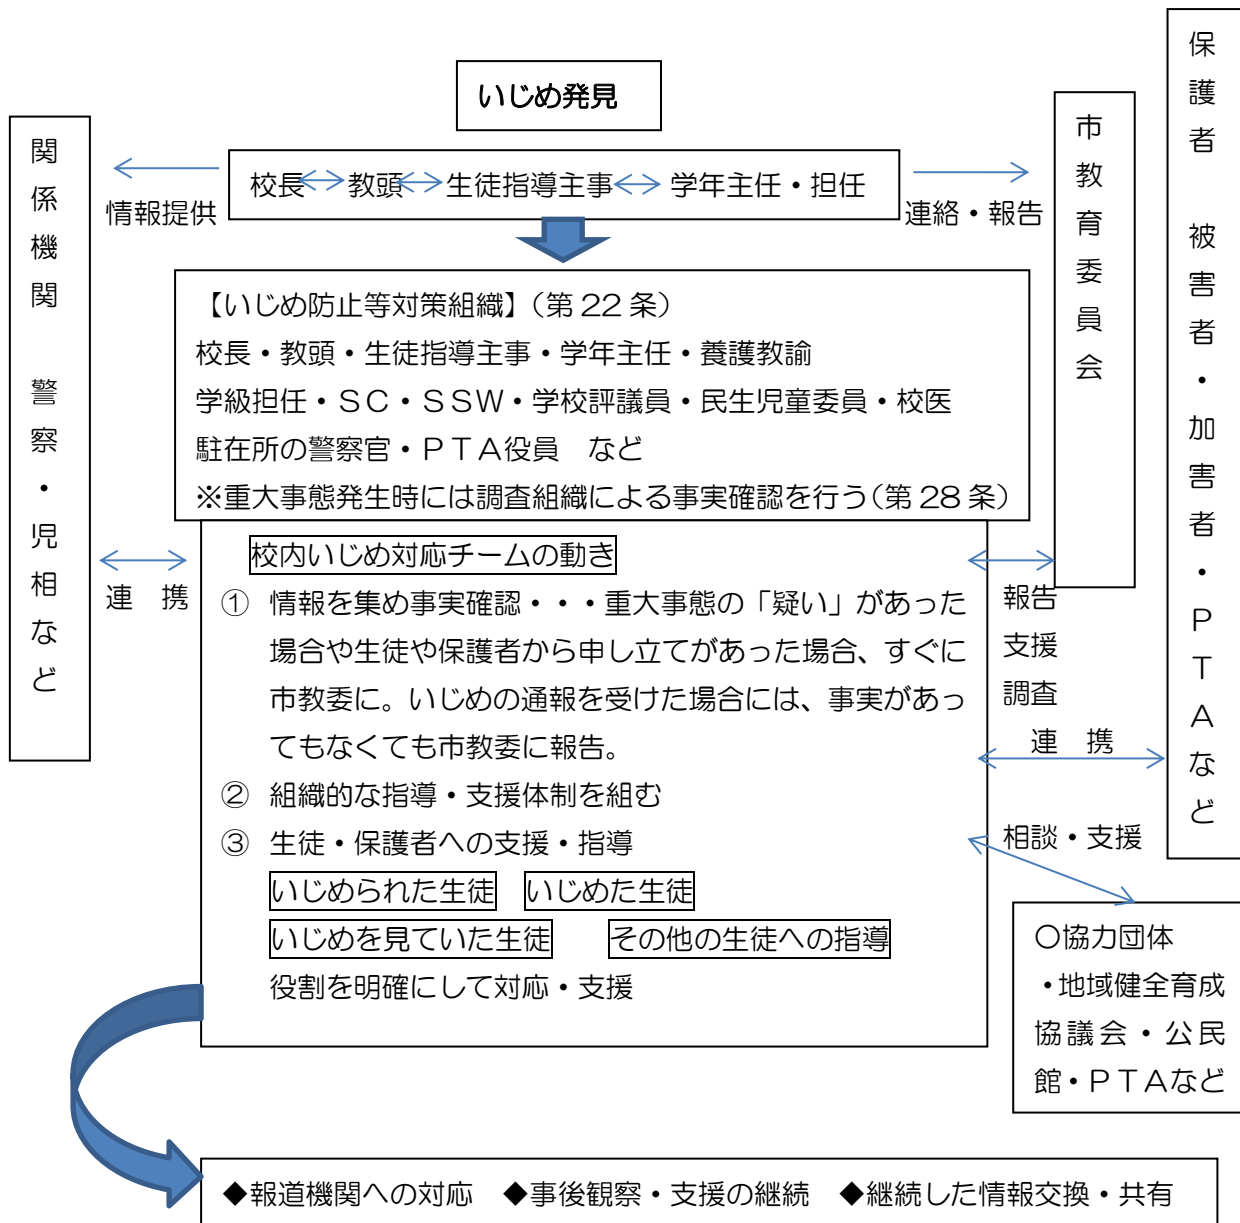 いじめ発見
校長 教頭 生徒指導主事 学年主任・担任
情報提供
連絡・報告
関係機関 警察・児相など
市教育委員会
保護者 被害者・加害者・PTAなど
【いじめ防止等対策組織】(第22条)
校長・教頭・生徒指導主事・学年主任・養護教諭
学級担任・SC・SSW・学校評議員・民生児童委員・校医
駐在所の警察官・PTA役員 など
※重大事態発生時には調査組織による事実確認を行う(第28条)
校内いじめ対応チームの動き
① 情報を集め事実確認・・・重大事態の「疑い」があった
場合や生徒や保護者から申し立てがあった場合、すぐに
市教委に。いじめの通報を受けた場合には、事実があっ
てもなくても市教委に報告。
② 組織的な指導・支援体制を組む
③ 生徒・保護者への支援・指導
いじめられた生徒 いじめた生徒
いじめを見ていた生徒 その他の生徒への指導
役割を明確にして対応・支援
連 携
報告
支援
調査
連 携
相談・支援
○協力団体
・地域健全育成
協議会・公民
館・PTAなど
◆報道機関への対応 ◆事後観察・支援の継続 ◆継続した情報交換・共有